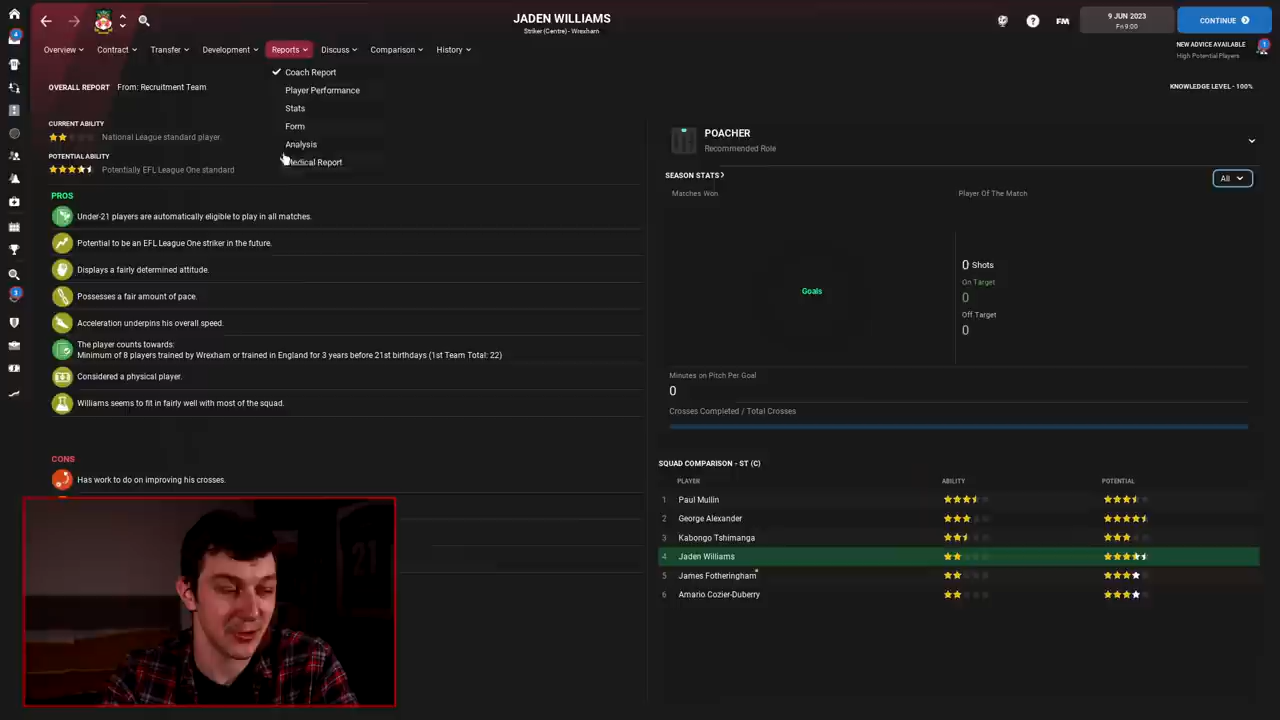 JADEN WILLIAMS
Striker (Centre) - Wrexham
9 JUN 2023
Fri 9:00
CONTINUE
FM
4
Overview
Contract
Transfer
Development
Reports
Discuss
Comparison
History
NEW ADVICE AVAILABLE
High Potential Players
1
Coach Report
Player Performance
Stats
Form
Analysis
Medical Report
OVERALL REPORT From: Recruitment Team
KNOWLEDGE LEVEL - 100%
CURRENT ABILITY
National League standard player
POTENTIAL ABILITY
Potentially EFL League One standard
PROS
Under-21 players are automatically eligible to play in all matches.
Potential to be an EFL League One striker in the future.
Displays a fairly determined attitude.
Possesses a fair amount of pace.
Acceleration underpins his overall speed.
The player counts towards:
Minimum of 8 players trained by Wrexham or trained in England for 3 years before 21st birthdays (1st Team Total: 22)
Considered a physical player.
Williams seems to fit in fairly well with most of the squad.
CONS
Has work to do on improving his crosses.
3
21
POACHER
Recommended Role
SEASON STATS
All
Matches Won
Player Of The Match
Goals
0 Shots
On Target
0
Off Target
0
Minutes on Pitch Per Goal
0
Crosses Completed / Total Crosses
SQUAD COMPARISON - ST (C)
PLAYER ABILITY POTENTIAL
1 Paul Mullin
2 George Alexander
3 Kabongo Tshimanga
4 Jaden Williams
5 James Fotheringham
6 Amario Cozier-Duberry